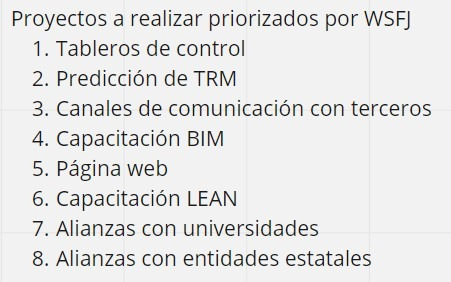 Proyectos a realizar priorizados por WSFJ
1. Tableros de control
2. Predicción de TRM
3. Canales de comunicación con terceros
4. Capacitación BIM
5. Página web
6. Capacitación LEAN
7. Alianzas con universidades
8. Alianzas con entidades estatales